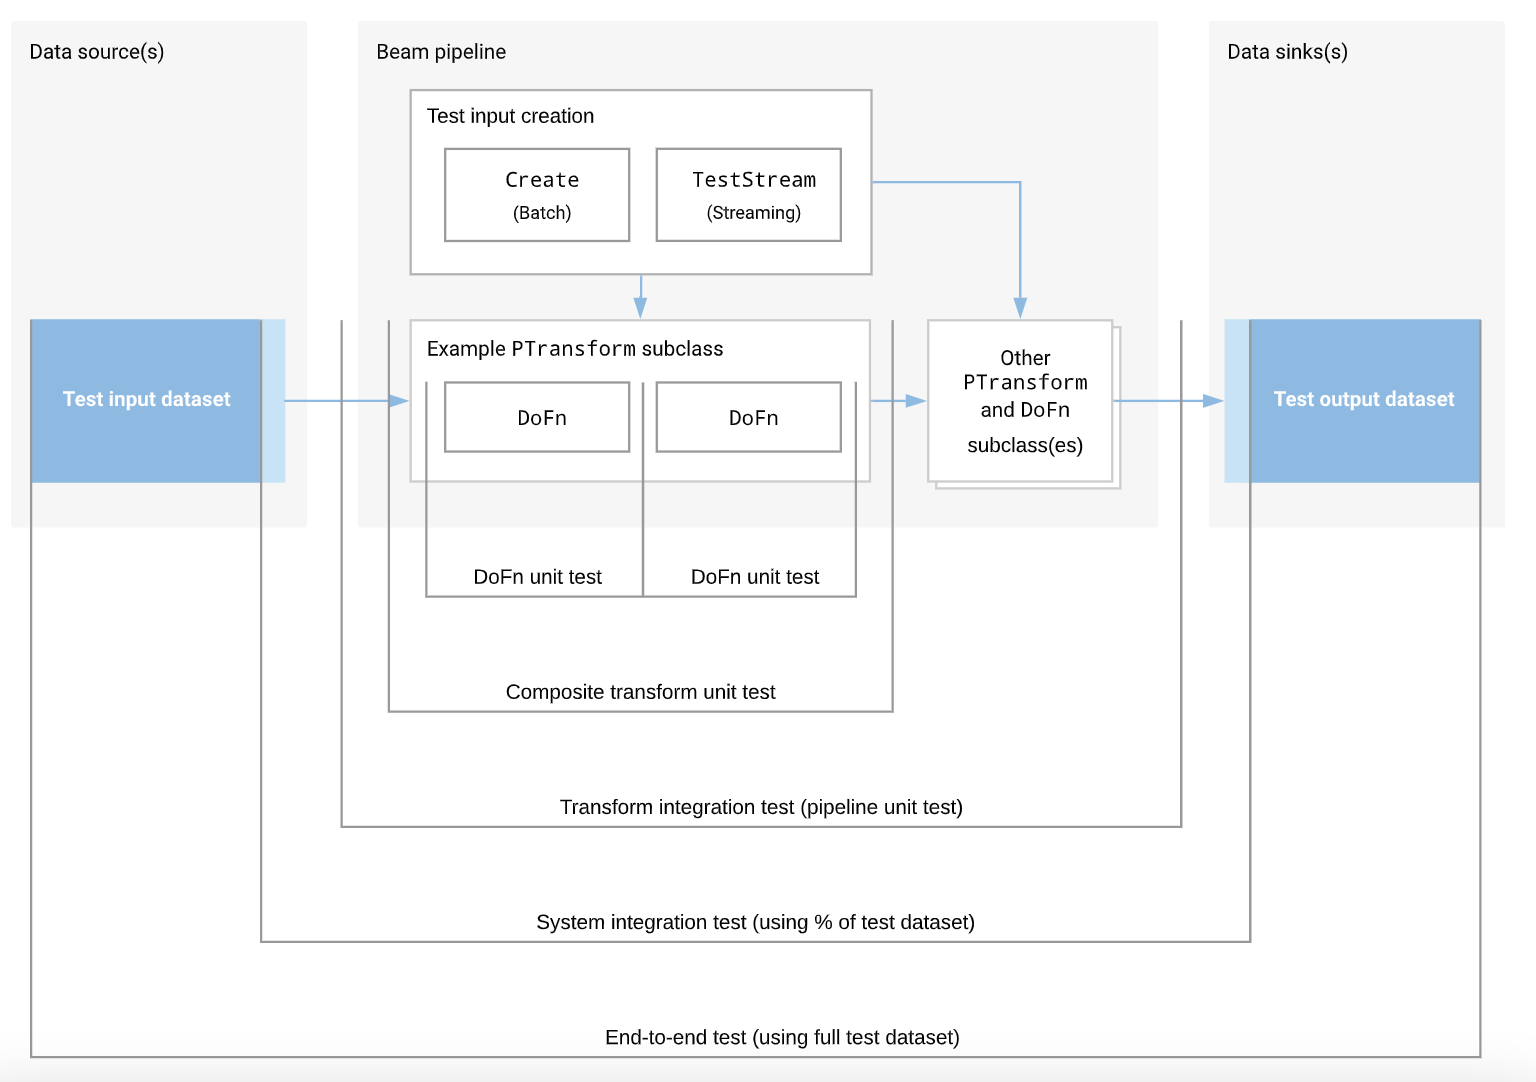 Data source(s)
Beam pipeline
Data sinks(s)
Test input creation
Create
(Batch)
TestStream
(Streaming)
Test input dataset
Example PTransform subclass
DoFn
DoFn
Other
PTransform
and DoFn
subclass(es)
Test output dataset
DoFn unit test
DoFn unit test
Composite transform unit test
Transform integration test (pipeline unit test)
System integration test (using % of test dataset)
End-to-end test (using full test dataset)